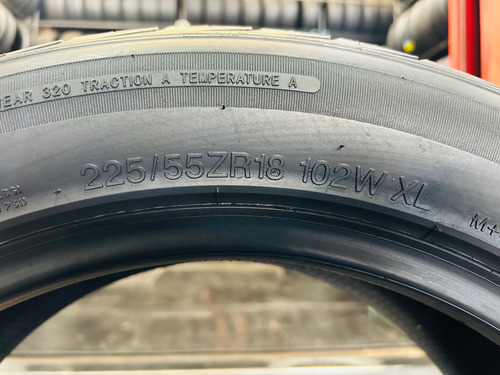 EAR 320 TRACTION A TEMPERATURE A
225/55ZR18 102W XL M+